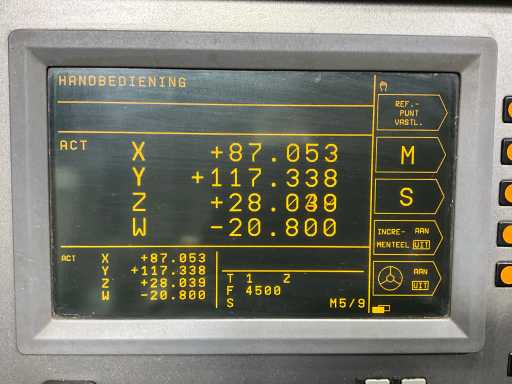 HANDBEDIENING
REF.-
PUNT
VASTL.
ACT
X +87.053
Y +117.338
Z +28.039
W -20.800
M
S
INCRE- AAN
MENTEEL UIT
AAN
UIT
ACT X +87.053
Y +117.338
Z +28.039
W -20.800
T 1 Z
F 4500
S M5/9